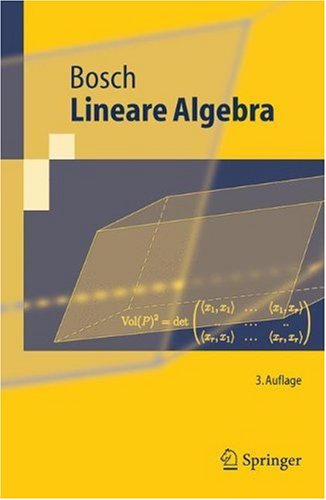 Bosch
Lineare Algebra
Vol(P)² = det (⟨x₁, x₁⟩ … ⟨x₁, xᵣ⟩
.. .. ..
⟨xᵣ, x₁⟩ … ⟨xᵣ, xᵣ⟩)
3. Auflage
Springer